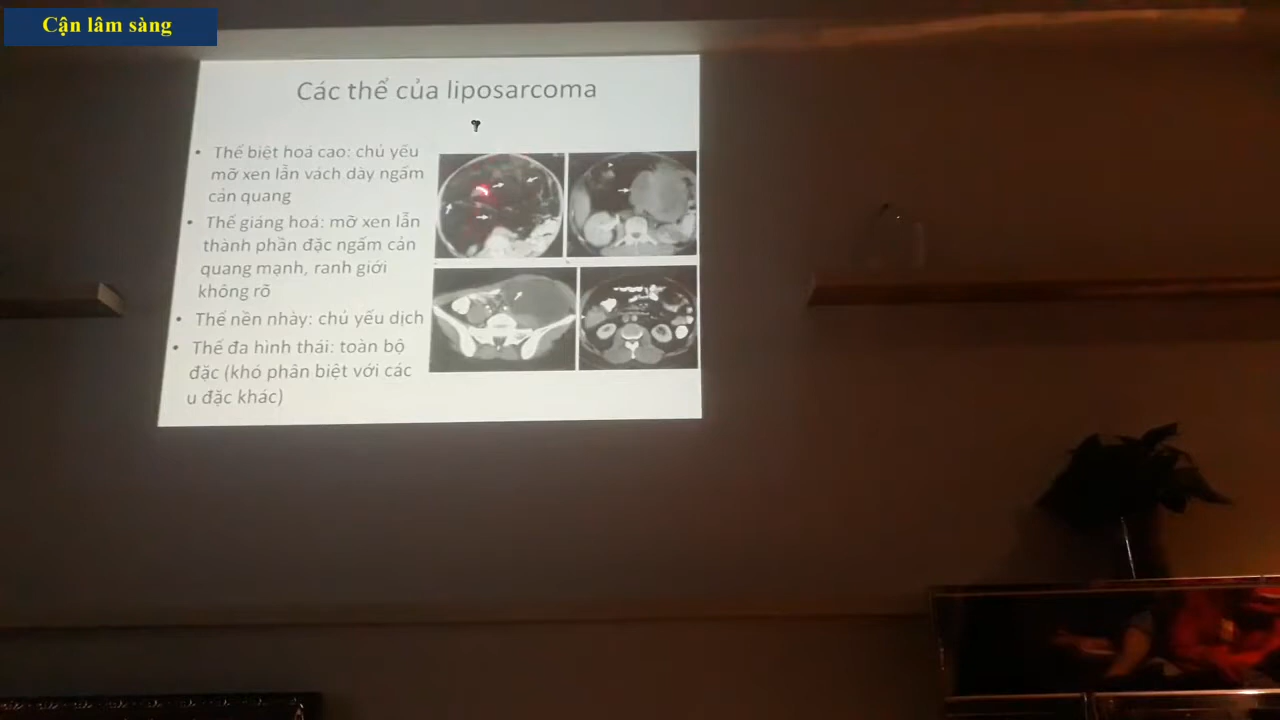 Cận lâm sàng
Các thể của liposarcoma
• Thể biệt hoá cao: chủ yếu
mỡ xen lẫn vách dày ngấm
cản quang
• Thể giáng hoá: mỡ xen lẫn
thành phần đặc ngấm cản
quang mạnh, ranh giới
không rõ
• Thể nền nhày: chủ yếu dịch
• Thể đa hình thái: toàn bộ
đặc (khó phân biệt với các
u đặc khác)